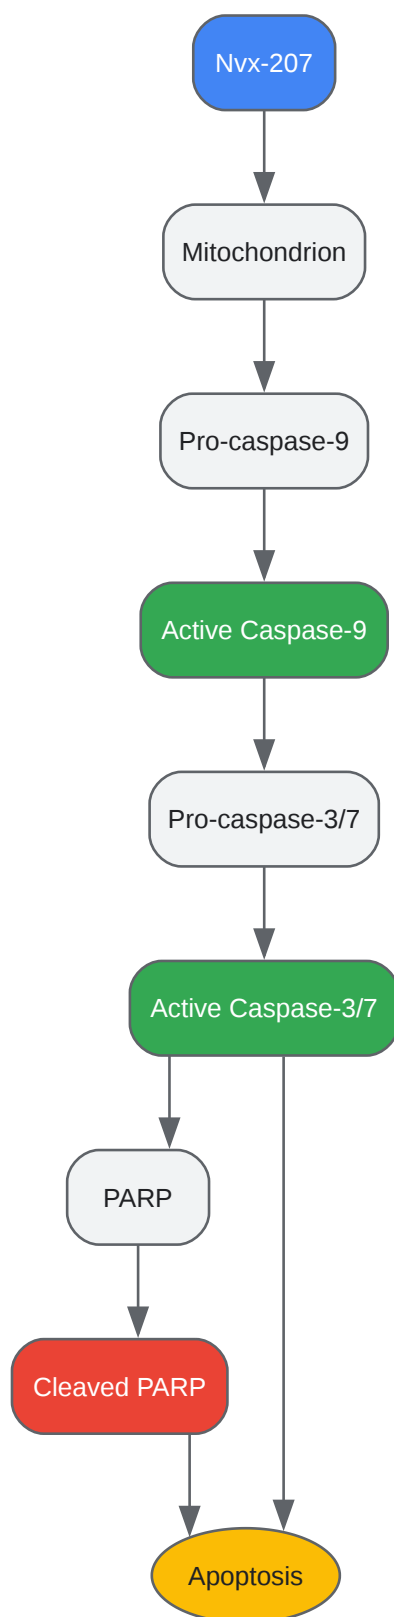 Nvx-207
Mitochondrion
Pro-caspase-9
Active Caspase-9
Pro-caspase-3/7
Active Caspase-3/7
PARP
Cleaved PARP
Apoptosis